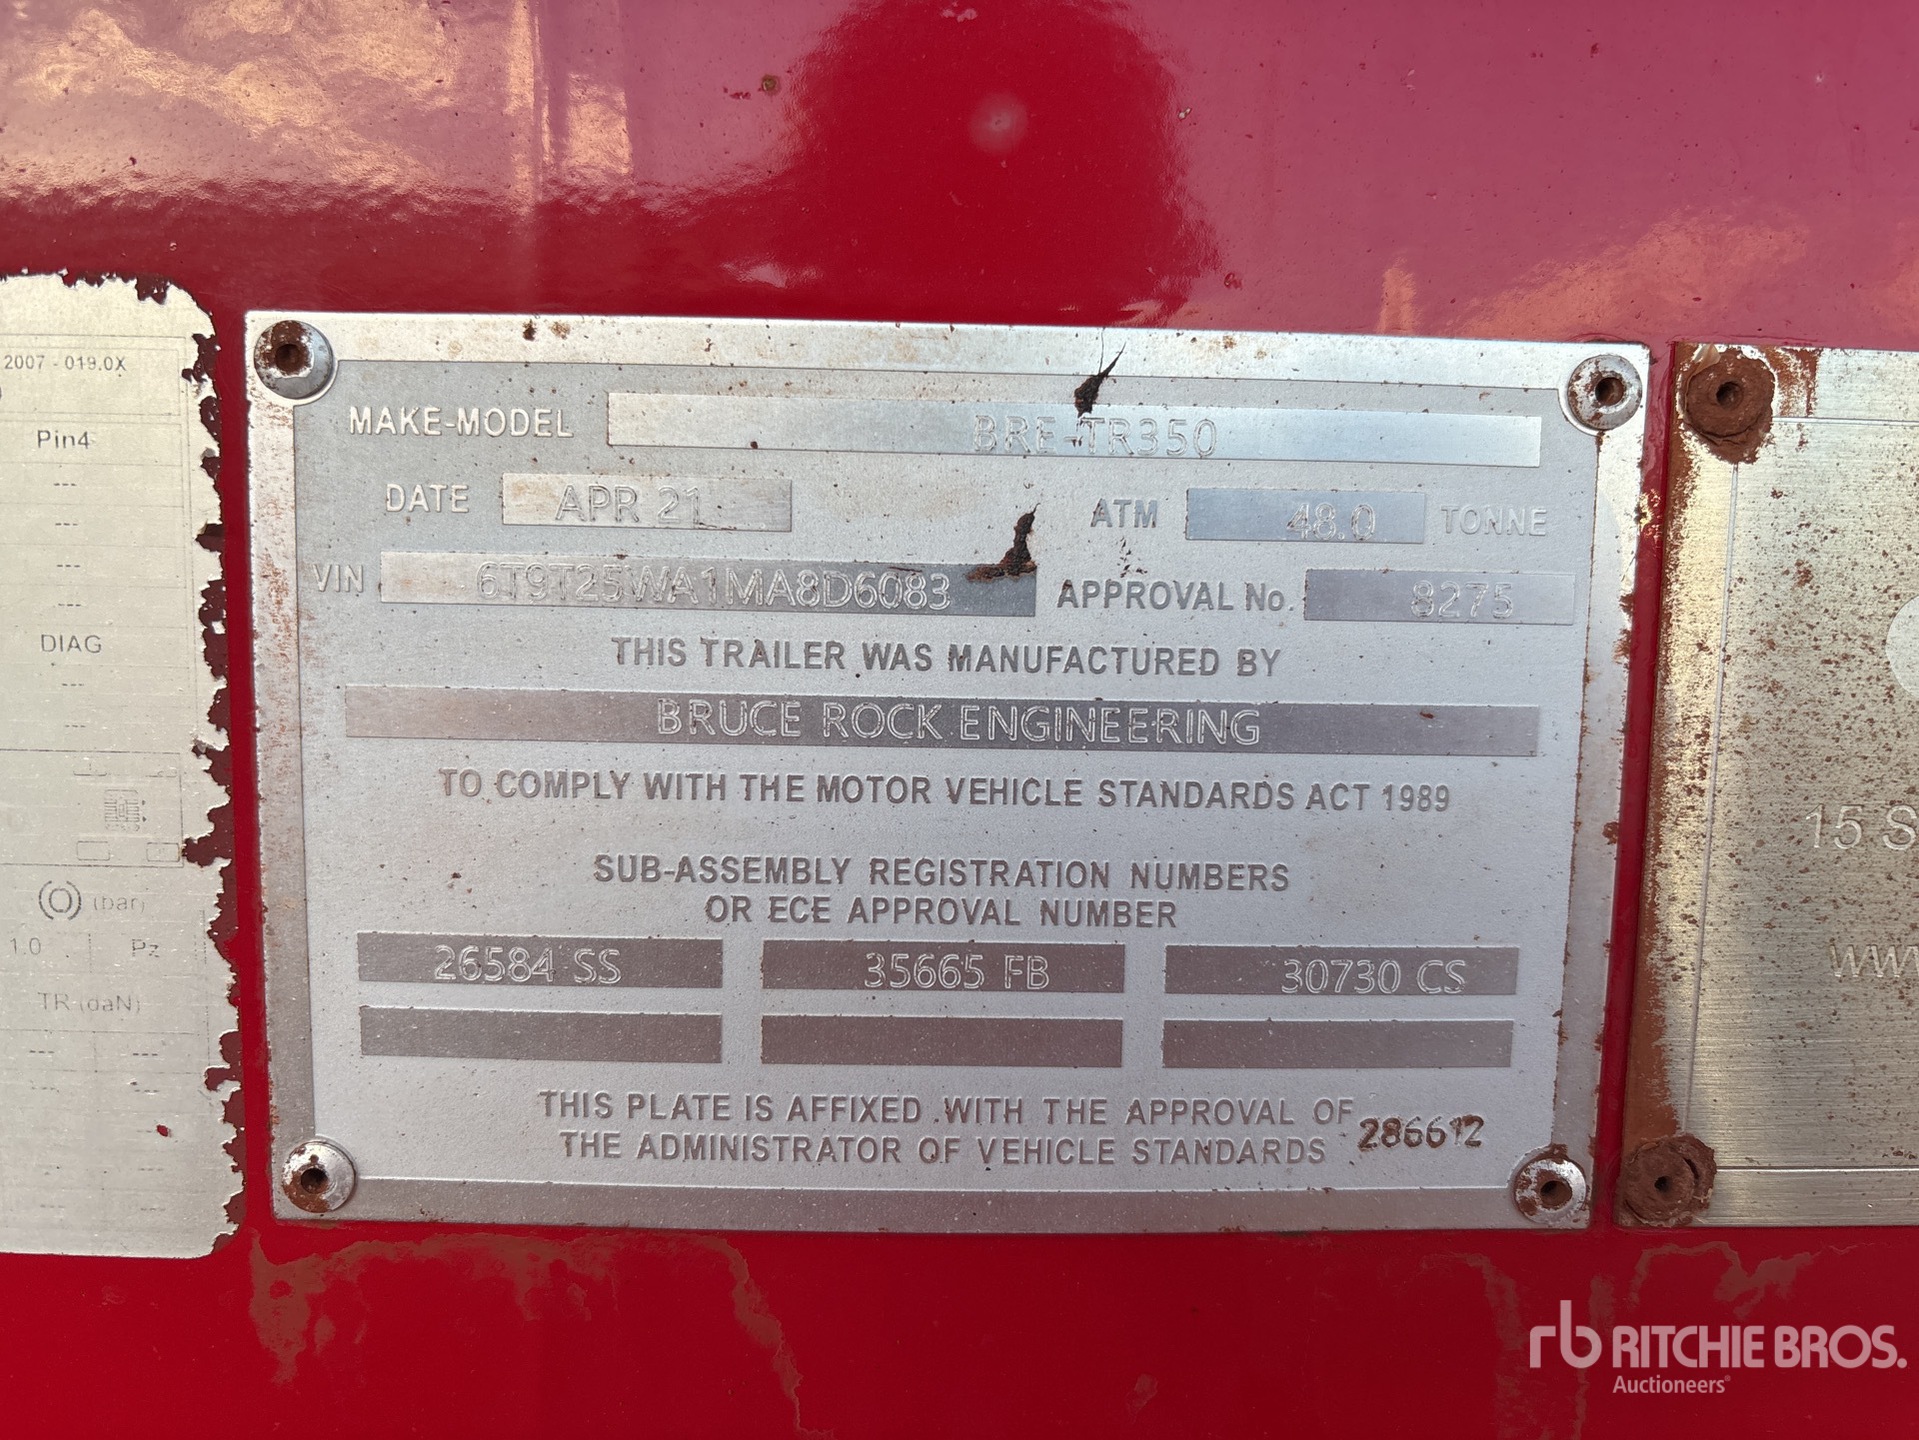 2007 - 019.0X
Pin4
---
---
---
DIAG
---
---
(bar)
1.0 Pz
TR (daN)
--- ---
--- ---
--- ---
--- ---
--- ---
MAKE-MODEL BRE-TR350
DATE APR 21 ATM 48.0 TONNE
VIN 6T9T25WA1MA8D6083 APPROVAL No. 8275
THIS TRAILER WAS MANUFACTURED BY
BRUCE ROCK ENGINEERING
TO COMPLY WITH THE MOTOR VEHICLE STANDARDS ACT 1989
SUB-ASSEMBLY REGISTRATION NUMBERS
OR ECE APPROVAL NUMBER
26584 SS 35665 FB 30730 CS
THIS PLATE IS AFFIXED WITH THE APPROVAL OF
THE ADMINISTRATOR OF VEHICLE STANDARDS 286612
15 S
www
rb RITCHIE BROS.
Auctioneers